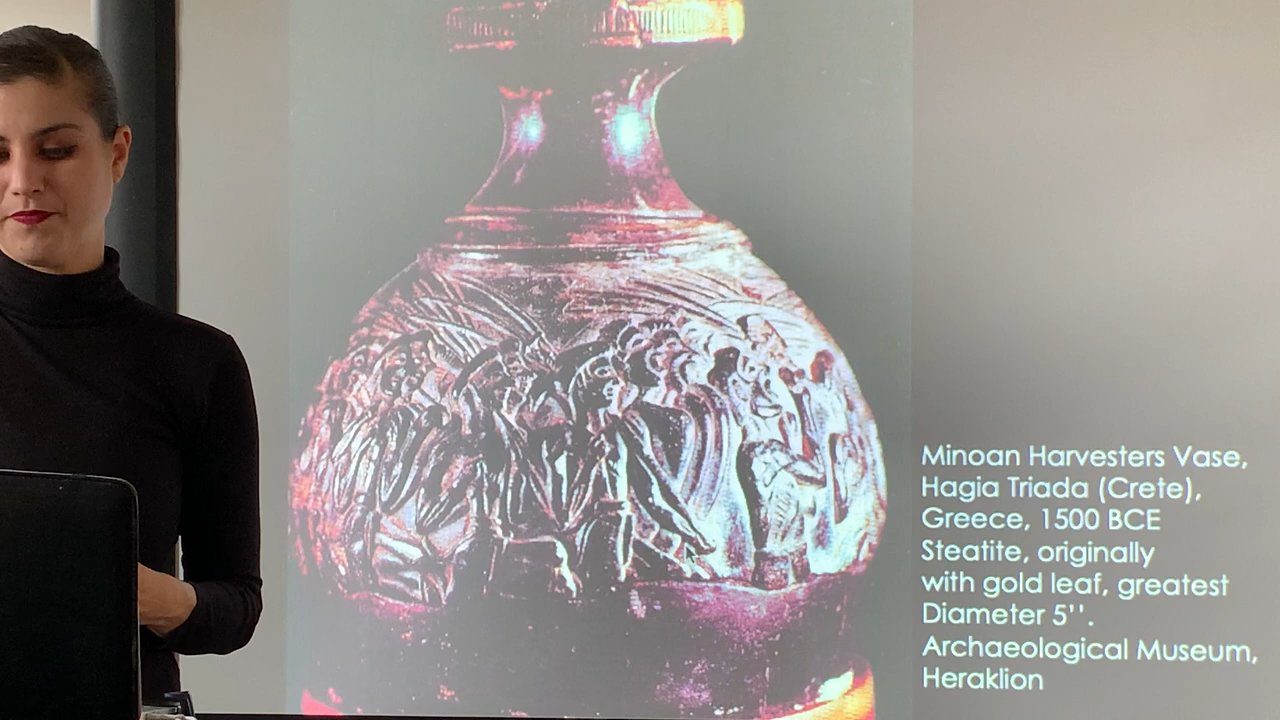 Minoan Harvesters Vase,
Hagia Triada (Crete),
Greece, 1500 BCE
Steatite, originally
with gold leaf, greatest
Diameter 5''.
Archaeological Museum,
Heraklion